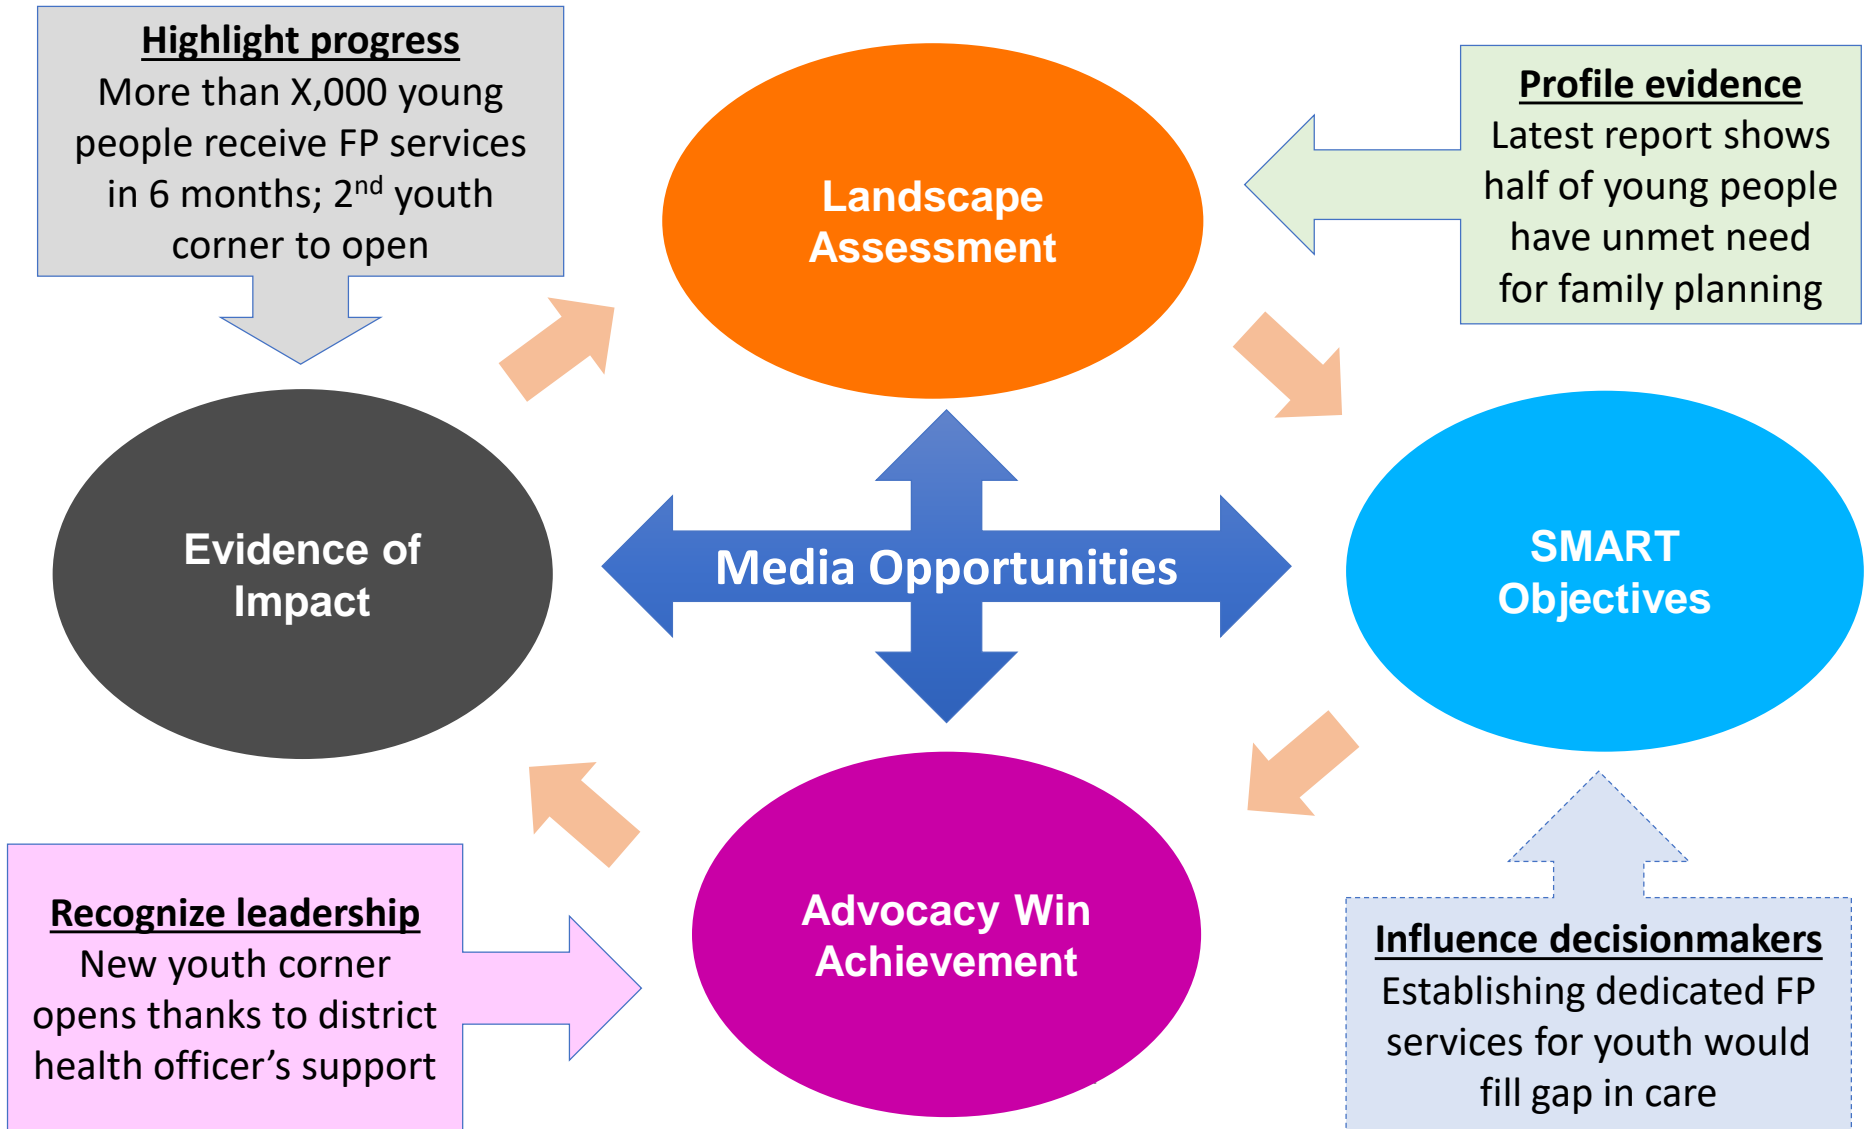 Highlight progress
More than X,000 young
people receive FP services
in 6 months; 2nd youth
corner to open
Landscape
Assessment
Profile evidence
Latest report shows
half of young people
have unmet need
for family planning
Evidence of
Impact
Media Opportunities
SMART
Objectives
Recognize leadership
New youth corner
opens thanks to district
health officer’s support
Advocacy Win
Achievement
Influence decisionmakers
Establishing dedicated FP
services for youth would
fill gap in care